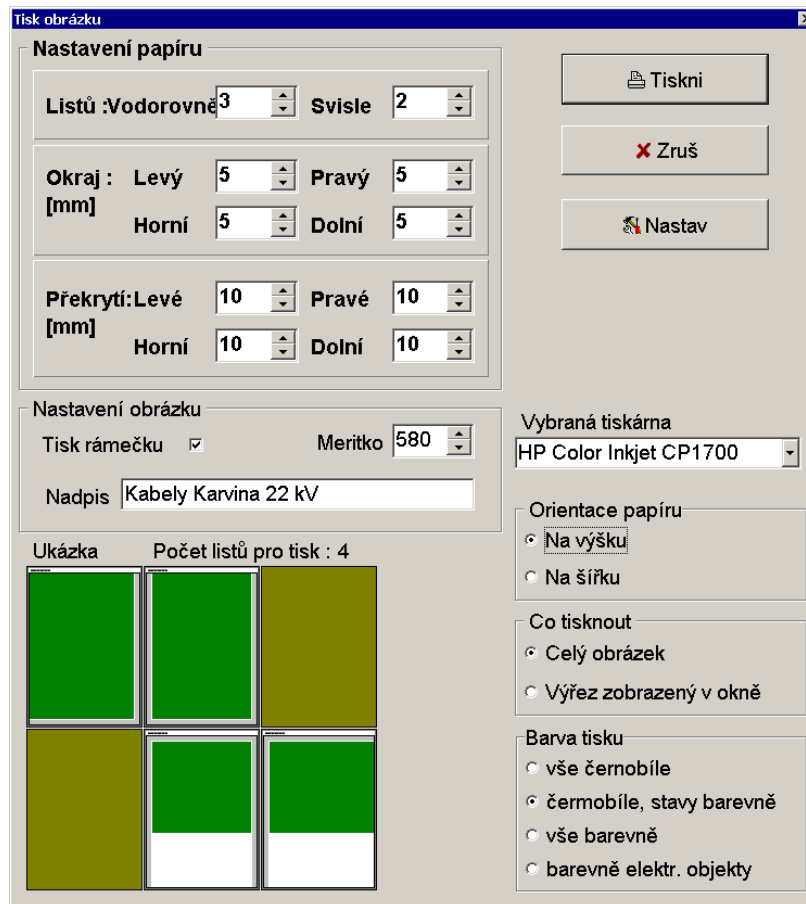 Tisk obrázku
Nastavení papíru
Listů :Vodorovně 3 Svisle 2
Okraj : Levý 5 Pravý 5
[mm]
Horní 5 Dolní 5
Překrytí:Levé 10 Pravé 10
[mm]
Horní 10 Dolní 10
Tiskni
Zruš
Nastav
Nastavení obrázku
Tisk rámečku Meritko 580
Nadpis Kabely Karvina 22 kV
Vybraná tiskárna
HP Color Inkjet CP1700
Orientace papíru
Na výšku
Na šířku
Ukázka Počet listů pro tisk : 4
Co tisknout
Celý obrázek
Výřez zobrazený v okně
Barva tisku
vše černobíle
čermobíle, stavy barevně
vše barevně
barevně elektr. objekty